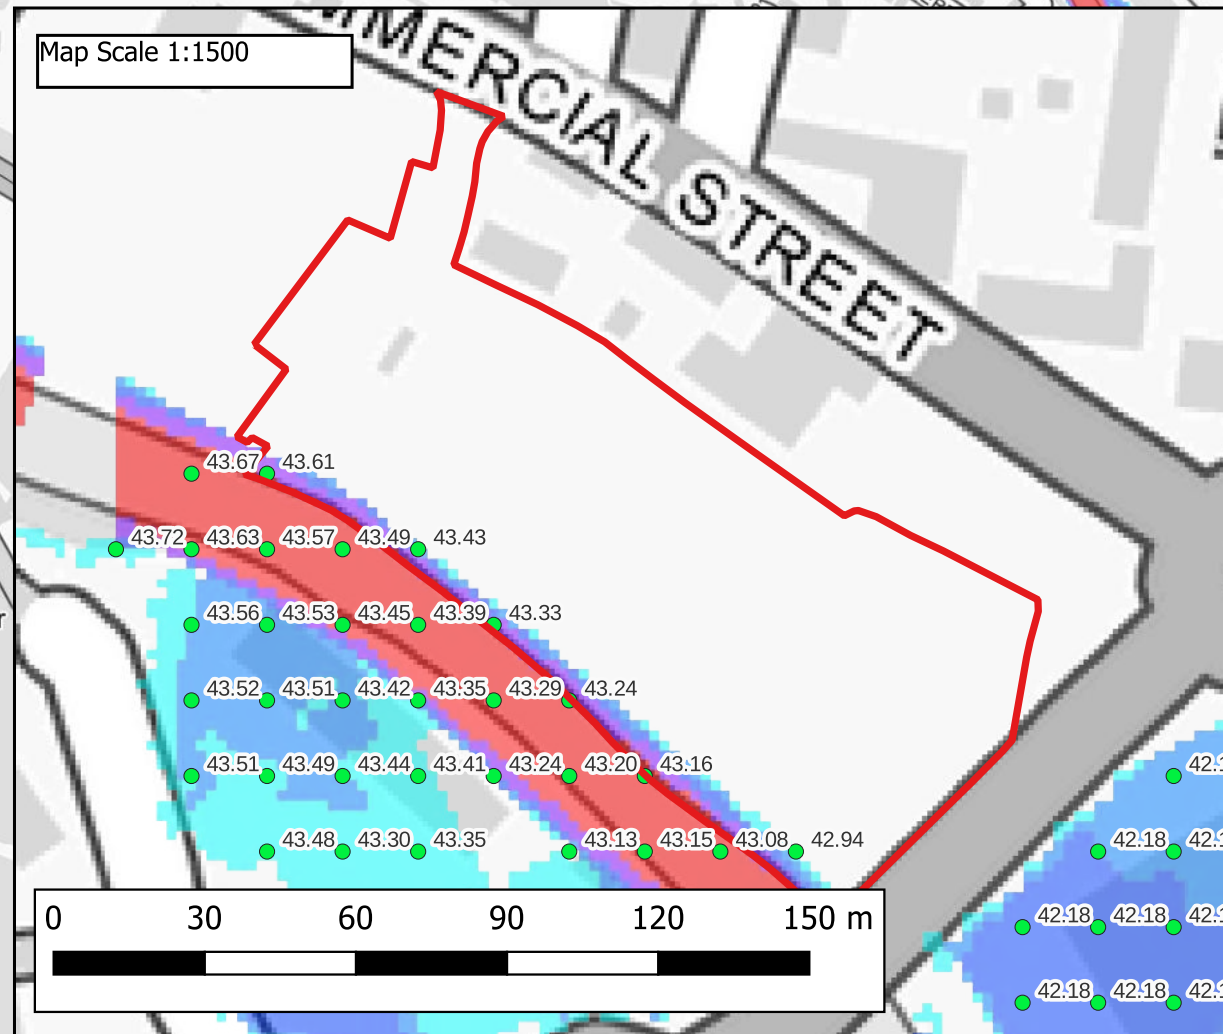 Map Scale 1:1500
MMERCIAL STREET
43.67 43.61
43.72 43.63 43.57 43.49 43.43
43.56 43.53 43.45 43.39 43.33
43.52 43.51 43.42 43.35 43.29 43.24
43.51 43.49 43.44 43.41 43.24 43.20 43.16
43.48 43.30 43.35 43.13 43.15 43.08 42.94
42.18
42.18 42.18
42.18 42.18
0 30 60 90 120 150 m